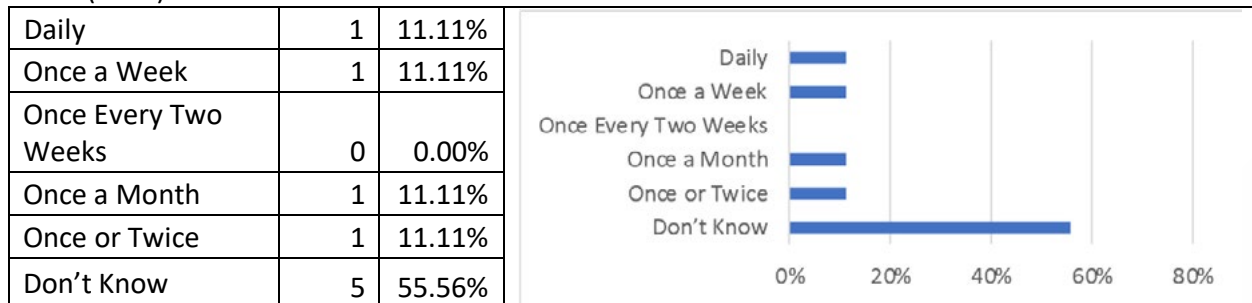 Daily 1 11.11%
Once a Week 1 11.11%
Once Every Two
Weeks 0 0.00%
Once a Month 1 11.11%
Once or Twice 1 11.11%
Don’t Know 5 55.56%
Daily
Once a Week
Once Every Two Weeks
Once a Month
Once or Twice
Don’t Know
0% 20% 40% 60% 80%